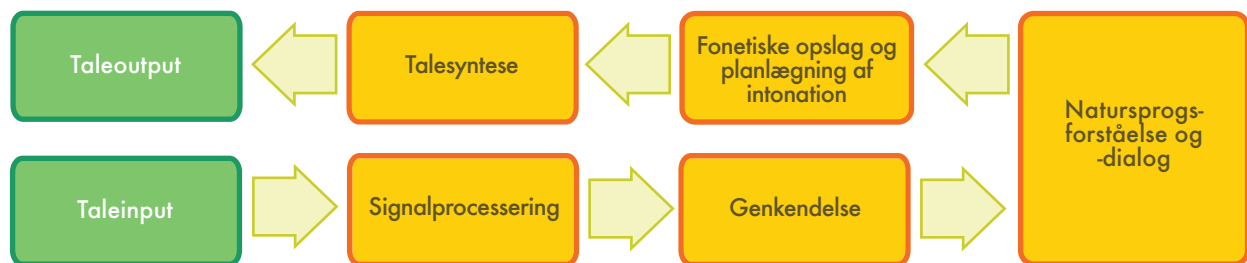 Taleoutput
Talesyntese
Fonetiske opslag og
planlægning af
intonation
Natursprogs-
forståelse og
-dialog
Taleinput
Signalprocessering
Genkendelse